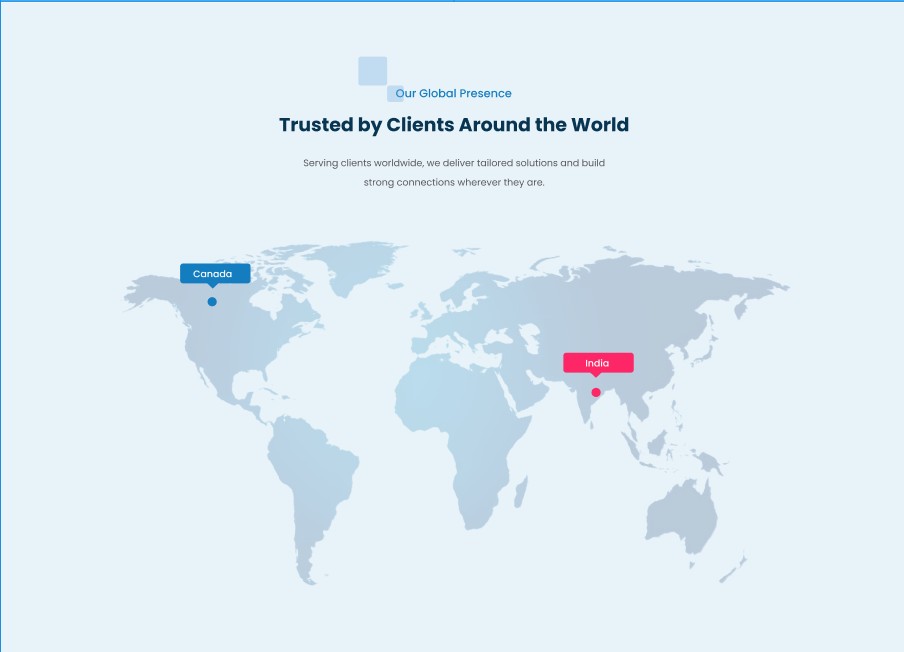 Our Global Presence
Trusted by Clients Around the World
Serving clients worldwide, we deliver tailored solutions and build
strong connections wherever they are.
Canada
India